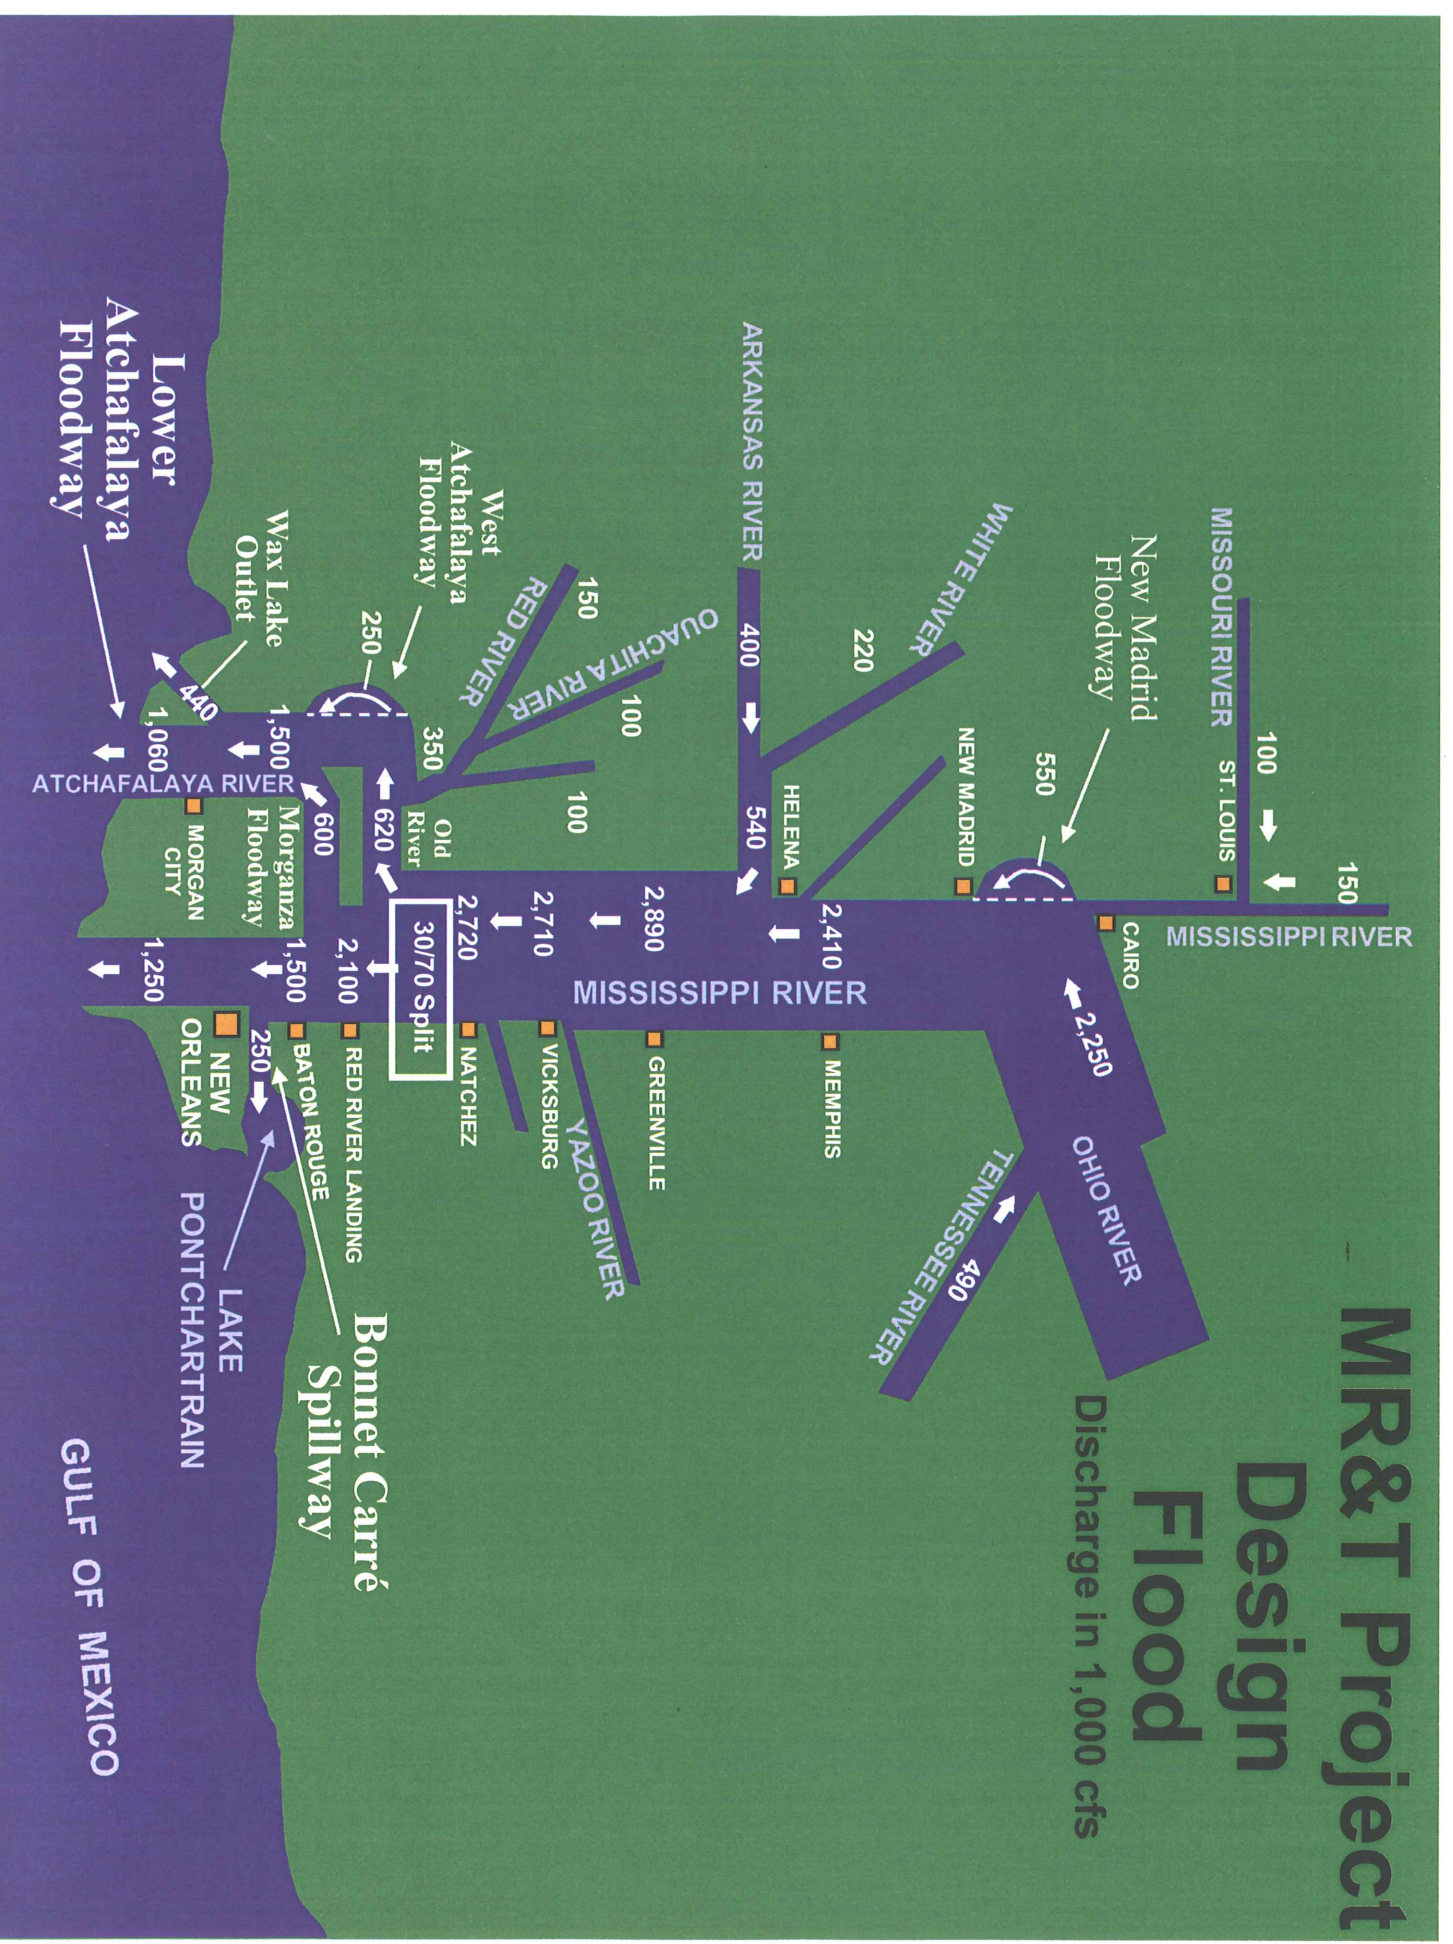 MR&T Project
Design
Flood
Discharge in 1,000 cfs
150
MISSISSIPPI RIVER
100
MISSOURI RIVER
ST. LOUIS
New Madrid
Floodway
CAIRO
2,250
OHIO RIVER
550
NEW MADRID
TENNESSEE RIVER
490
WHITE RIVER
220
2,410
MEMPHIS
HELENA
ARKANSAS RIVER
400
540
MISSISSIPPI RIVER
2,890
GREENVILLE
OUACHITA RIVER
100
YAZOO RIVER
150
RED RIVER
100
2,710
VICKSBURG
West
Atchafalaya
Floodway
2,720
NATCHEZ
350
Old
River
30/70 Split
250
620
2,100
RED RIVER LANDING
Bonnet Carré
Spillway
600
1,500
BATON ROUGE
Wax Lake
Outlet
1,500
Morganza
Floodway
250
440
NEW
ORLEANS
LAKE
PONTCHARTRAIN
MORGAN
CITY
Lower
Atchafalaya
Floodway
1,060
1,250
ATCHAFALAYA RIVER
GULF OF MEXICO